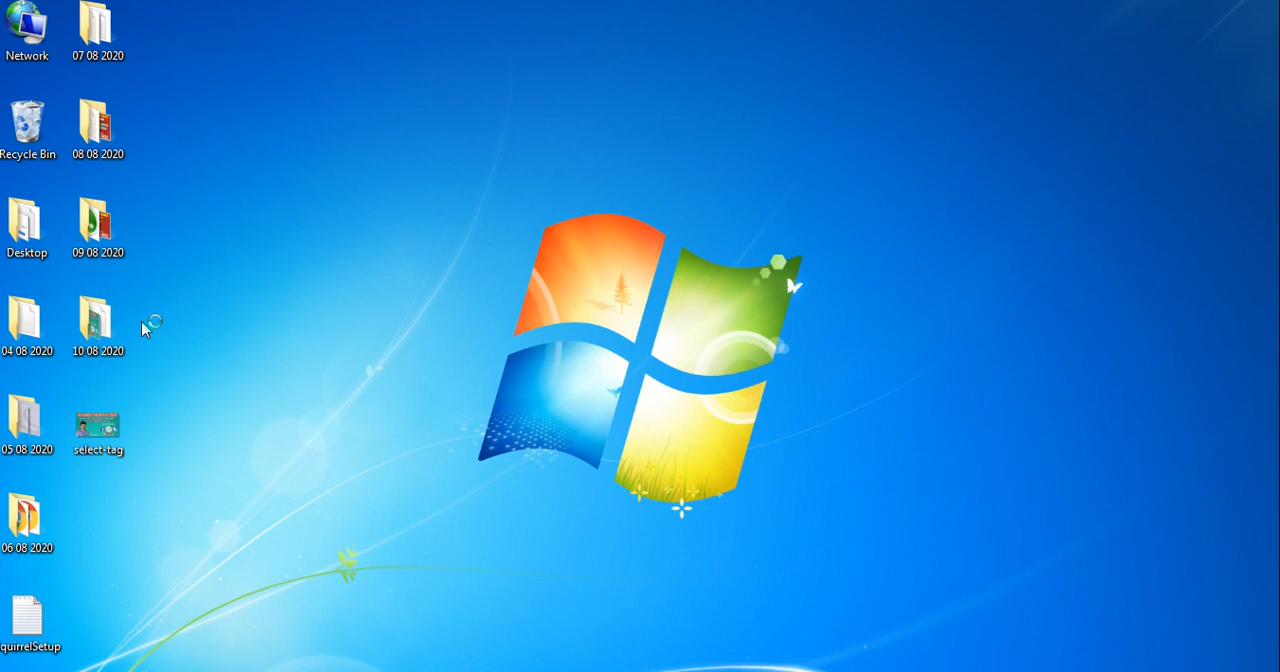 Network
07 08 2020
Recycle Bin
08 08 2020
Desktop
09 08 2020
04 08 2020
10 08 2020
05 08 2020
select-tag
06 08 2020
quirrelSetup